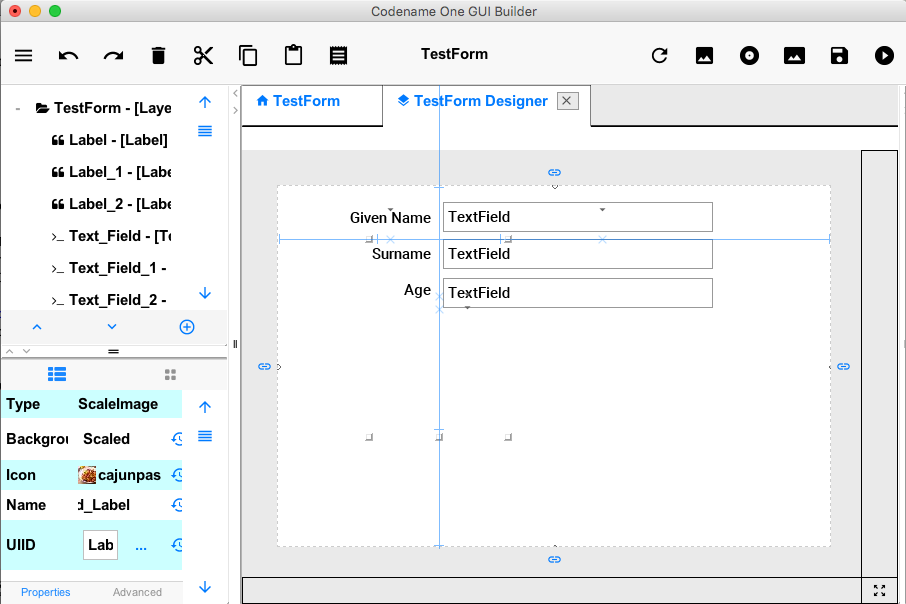 Codename One GUI Builder
TestForm
TestForm
TestForm Designer
- TestForm - [Laye
Label - [Label]
Label_1 - [Labe
Label_2 - [Labe
Text_Field - [Te
Text_Field_1 -
Text_Field_2 -
Given Name TextField
Surname TextField
Age TextField
Type ScaleImage
Backgrou Scaled
Icon cajunpas
Name d_Label
UIID Lab ...
Properties Advanced